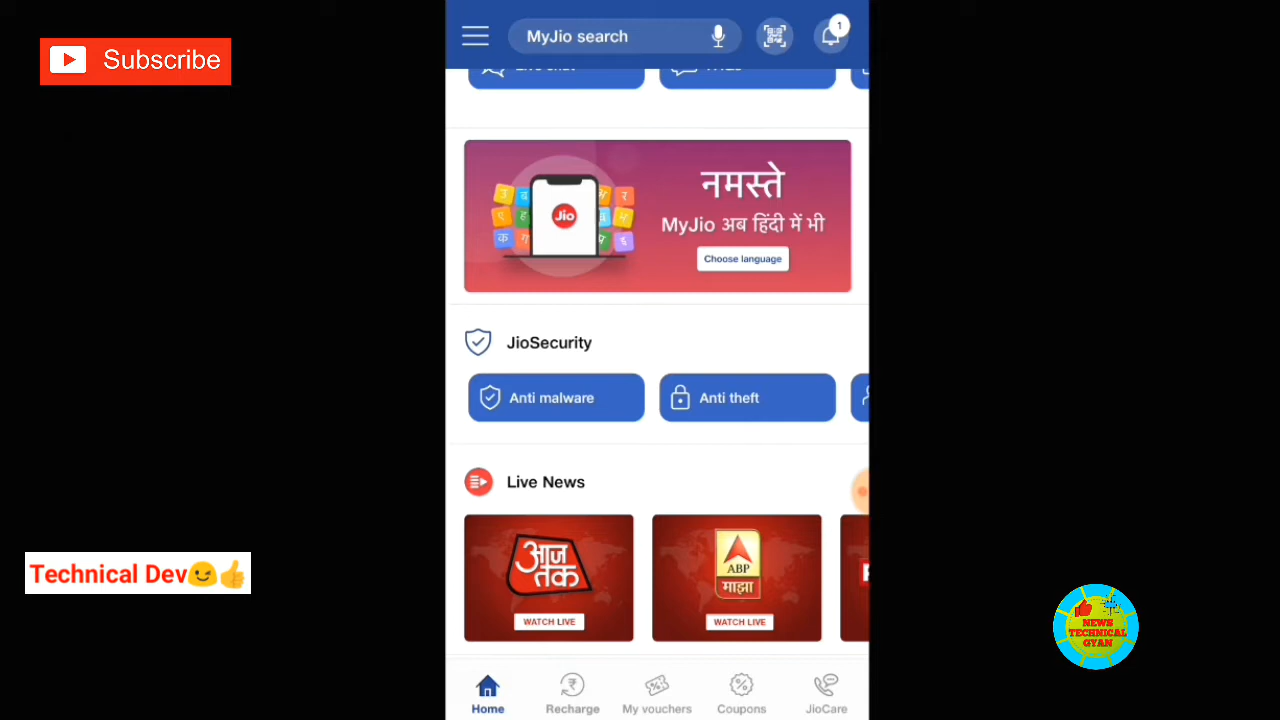 Subscribe
MyJio search
1
नमस्ते
Jio
MyJio अब हिंदी में भी
Choose language
JioSecurity
Anti malware
Anti theft
Live News
आज तक
WATCH LIVE
ABP
माझा
WATCH LIVE
Technical Dev😉👍
NEWS
TECHNICAL
GYAN
Home
Recharge
My vouchers
Coupons
JioCare